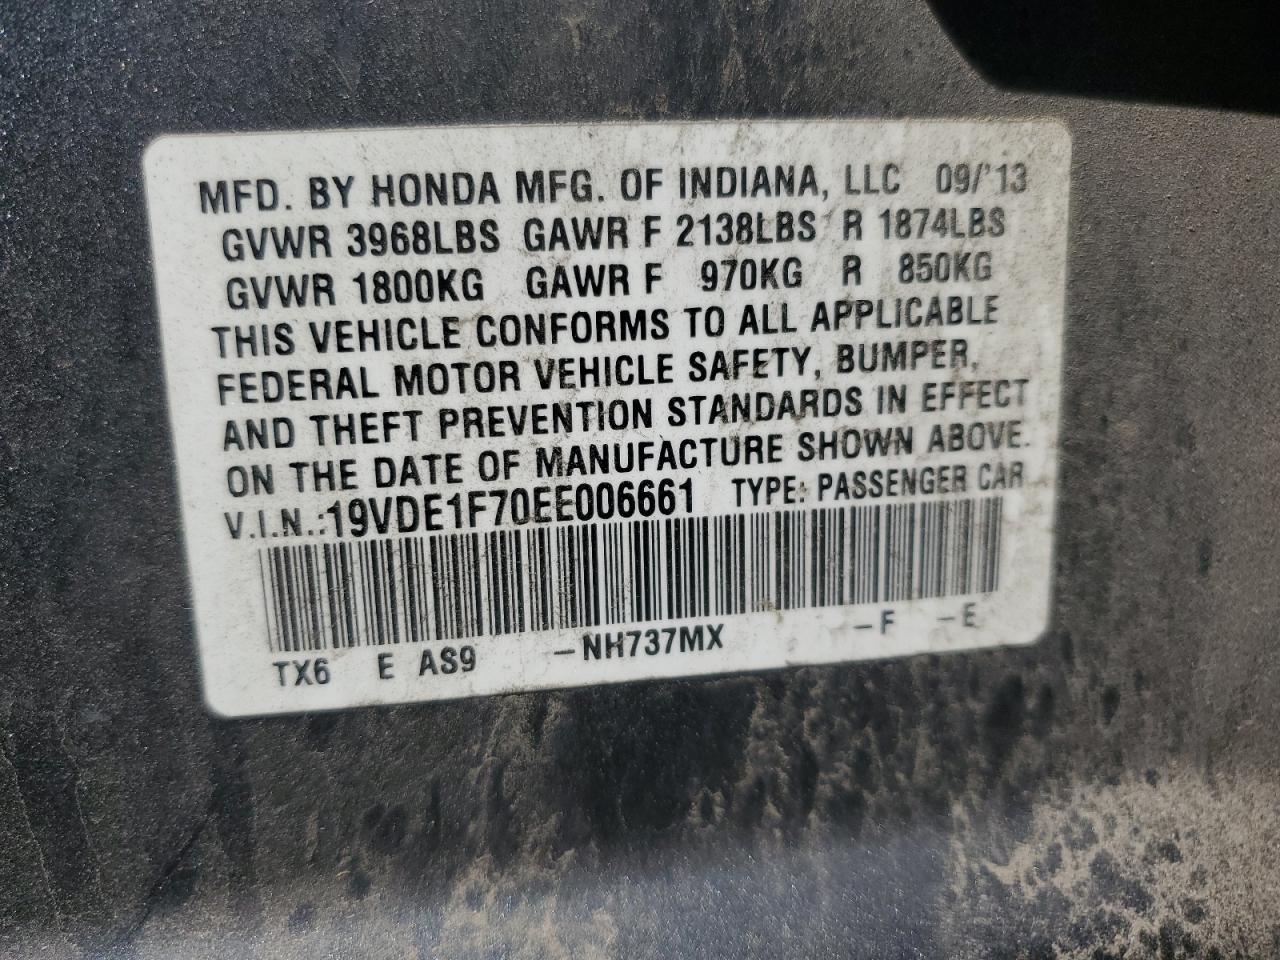 MFD. BY HONDA MFG. OF INDIANA, LLC 09/'13
GVWR 3968LBS GAWR F 2138LBS R 1874LBS
GVWR 1800KG GAWR F 970KG R 850KG
THIS VEHICLE CONFORMS TO ALL APPLICABLE
FEDERAL MOTOR VEHICLE SAFETY, BUMPER,
AND THEFT PREVENTION STANDARDS IN EFFECT
ON THE DATE OF MANUFACTURE SHOWN ABOVE.
V.I.N.:19VDE1F70EE006661 TYPE: PASSENGER CAR
TX6 E AS9 –NH737MX –F –E